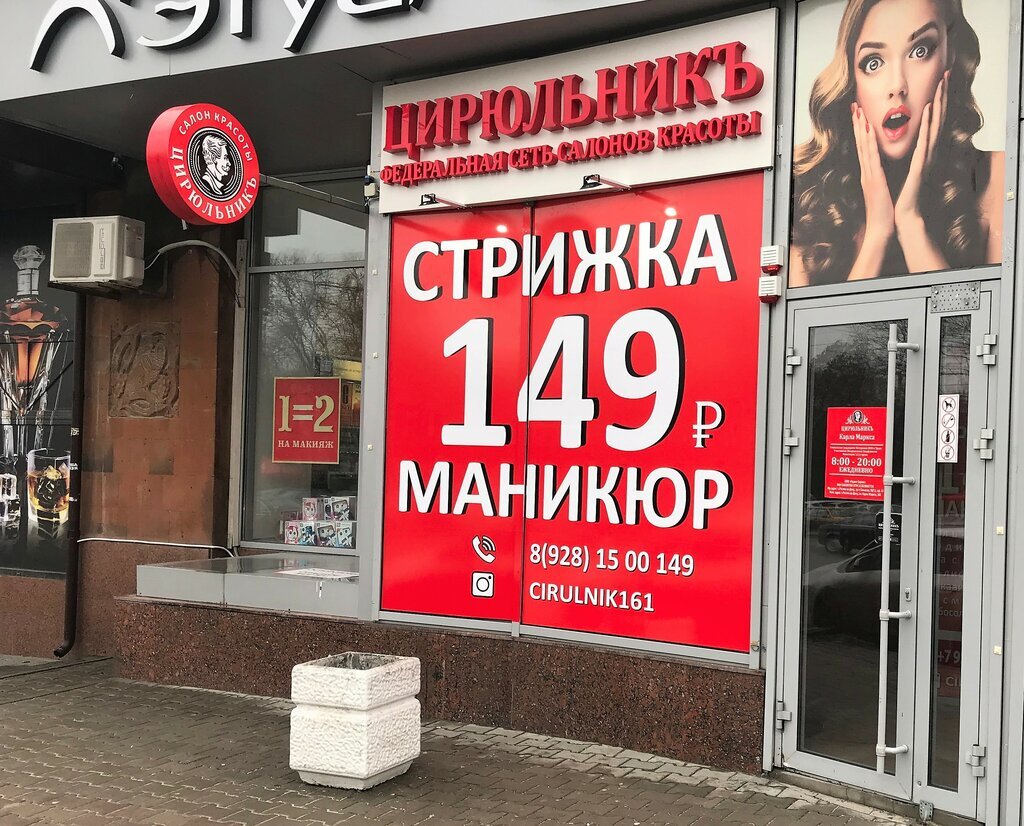 ЦИРЮЛЬНИКЪ
ФЕДЕРАЛЬНАЯ СЕТЬ САЛОНОВ КРАСОТЫ
САЛОН КРАСОТЫ
ЦИРЮЛЬНИКЪ
СТРИЖКА
149 ₽
МАНИКЮР
8(928) 15 00 149
CIRULNIK161
1=2
НА МАКИЯЖ
ЦИРЮЛЬНИКЪ
Карла Маркса
8:00 - 20:00
ЕЖЕДНЕВНО
+79